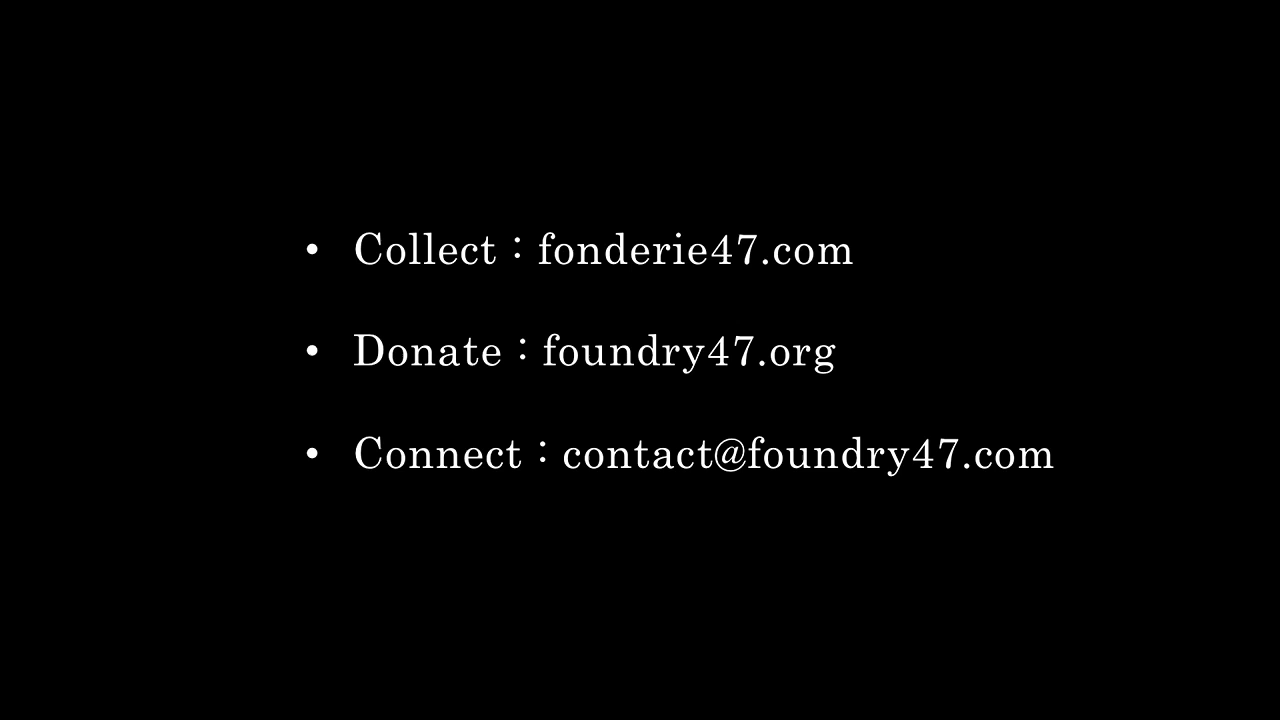 • Collect : fonderie47.com
• Donate : foundry47.org
• Connect : contact@foundry47.com